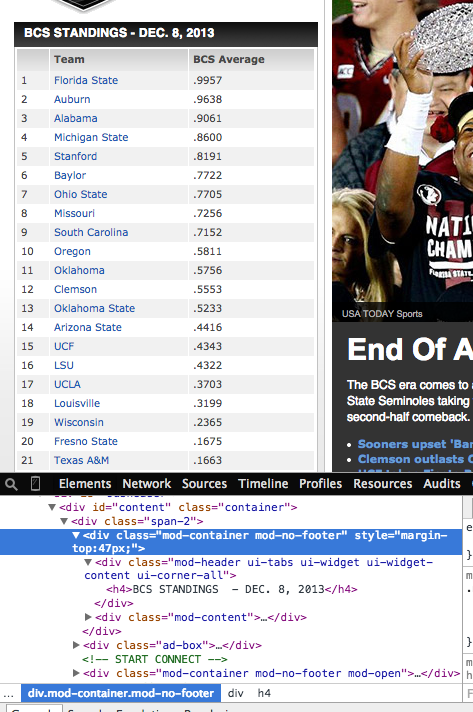 BCS STANDINGS - DEC. 8, 2013
Team BCS Average
1 Florida State .9957
2 Auburn .9638
3 Alabama .9061
4 Michigan State .8600
5 Stanford .8191
6 Baylor .7722
7 Ohio State .7705
8 Missouri .7256
9 South Carolina .7152
10 Oregon .5811
11 Oklahoma .5756
12 Clemson .5553
13 Oklahoma State .5233
14 Arizona State .4416
15 UCF .4343
16 LSU .4322
17 UCLA .3703
18 Louisville .3199
19 Wisconsin .2365
20 Fresno State .1675
21 Texas A&M .1663
NATI
CHAM
FLORIDA STATE
USA TODAY Sports
End Of A
The BCS era comes to a
State Seminoles taking
second-half comeback.
• Sooners upset 'Bam
• Clemson outlasts O
Elements Network Sources Timeline Profiles Resources Audits
▼<div id="content" class="container">
▼<div class="span-2">
▼<div class="mod-container mod-no-footer" style="margin-
top:47px;">
▼<div class="mod-header ui-tabs ui-widget ui-widget-
content ui-corner-all">
<h4>BCS STANDINGS - DEC. 8, 2013</h4>
</div>
▶<div class="mod-content">…</div>
</div>
▶<div class="ad-box">…</div>
<!-- START CONNECT -->
▶<div class="mod-container mod-no-footer mod-open">…</div>
... div.mod-container.mod-no-footer div h4